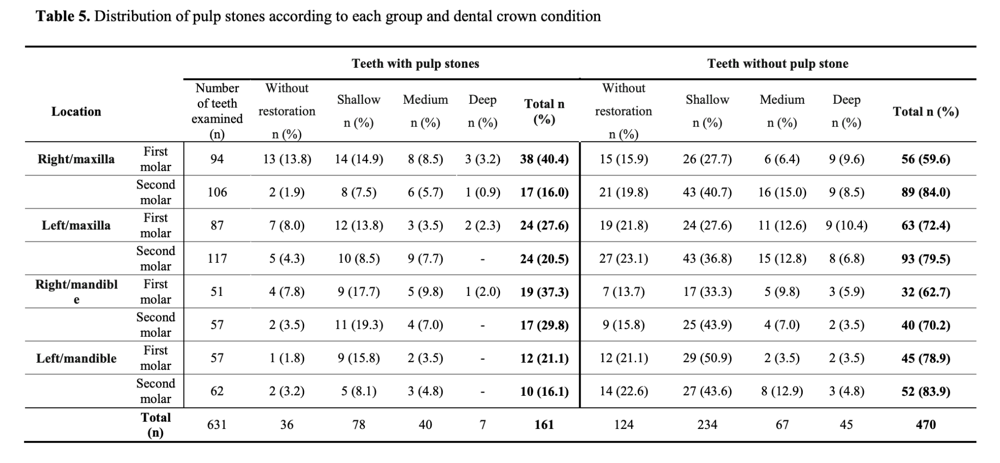 Table 5. Distribution of pulp stones according to each group and dental crown condition
Teeth with pulp stones Teeth without pulp stone
Location Number of teeth examined (n) Without restoration n (%) Shallow n (%) Medium n (%) Deep n (%) Total n (%) Without restoration n (%) Shallow n (%) Medium n (%) Deep n (%) Total n (%)
Right/maxilla First molar 94 13 (13.8) 14 (14.9) 8 (8.5) 3 (3.2) 38 (40.4) 15 (15.9) 26 (27.7) 6 (6.4) 9 (9.6) 56 (59.6)
Second molar 106 2 (1.9) 8 (7.5) 6 (5.7) 1 (0.9) 17 (16.0) 21 (19.8) 43 (40.7) 16 (15.0) 9 (8.5) 89 (84.0)
Left/maxilla First molar 87 7 (8.0) 12 (13.8) 3 (3.5) 2 (2.3) 24 (27.6) 19 (21.8) 24 (27.6) 11 (12.6) 9 (10.4) 63 (72.4)
Second molar 117 5 (4.3) 10 (8.5) 9 (7.7) - 24 (20.5) 27 (23.1) 43 (36.8) 15 (12.8) 8 (6.8) 93 (79.5)
Right/mandible First molar 51 4 (7.8) 9 (17.7) 5 (9.8) 1 (2.0) 19 (37.3) 7 (13.7) 17 (33.3) 5 (9.8) 3 (5.9) 32 (62.7)
Second molar 57 2 (3.5) 11 (19.3) 4 (7.0) - 17 (29.8) 9 (15.8) 25 (43.9) 4 (7.0) 2 (3.5) 40 (70.2)
Left/mandible First molar 57 1 (1.8) 9 (15.8) 2 (3.5) - 12 (21.1) 12 (21.1) 29 (50.9) 2 (3.5) 2 (3.5) 45 (78.9)
Second molar 62 2 (3.2) 5 (8.1) 3 (4.8) - 10 (16.1) 14 (22.6) 27 (43.6) 8 (12.9) 3 (4.8) 52 (83.9)
Total (n) 631 36 78 40 7 161 124 234 67 45 470